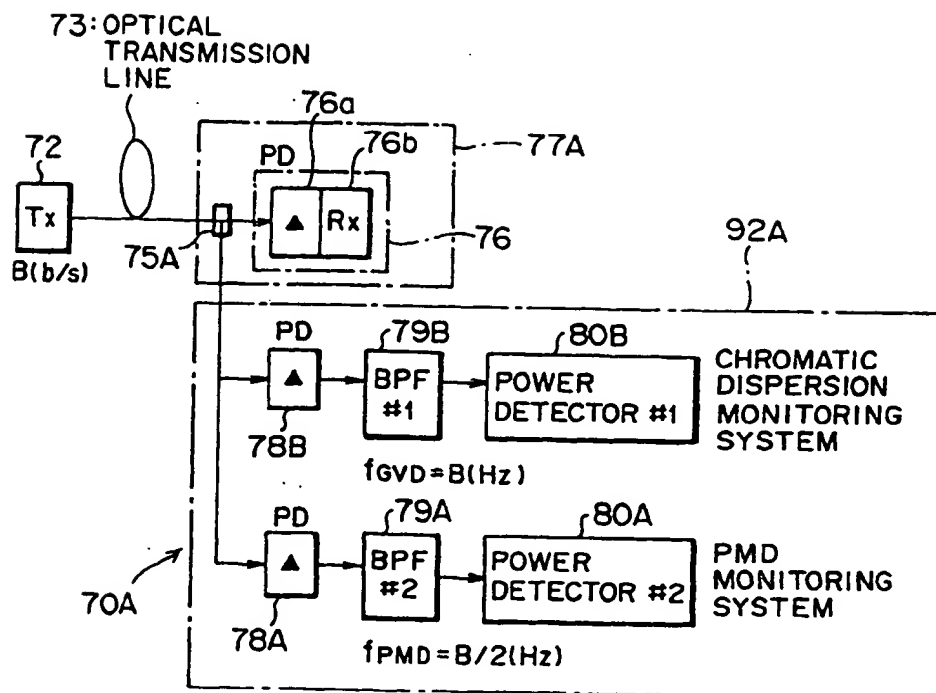 73: OPTICAL
TRANSMISSION
LINE
76a
76b
77A
72
PD
Tx
Rx
75A
76
B(b/s)
92A
PD
79B
80B
BPF
#1
POWER
DETECTOR #1
CHROMATIC
DISPERSION
MONITORING
SYSTEM
78B
fGVD=B(Hz)
PD
79A
80A
BPF
#2
POWER
DETECTOR #2
PMD
MONITORING
SYSTEM
70A
78A
fPMD=B/2(Hz)